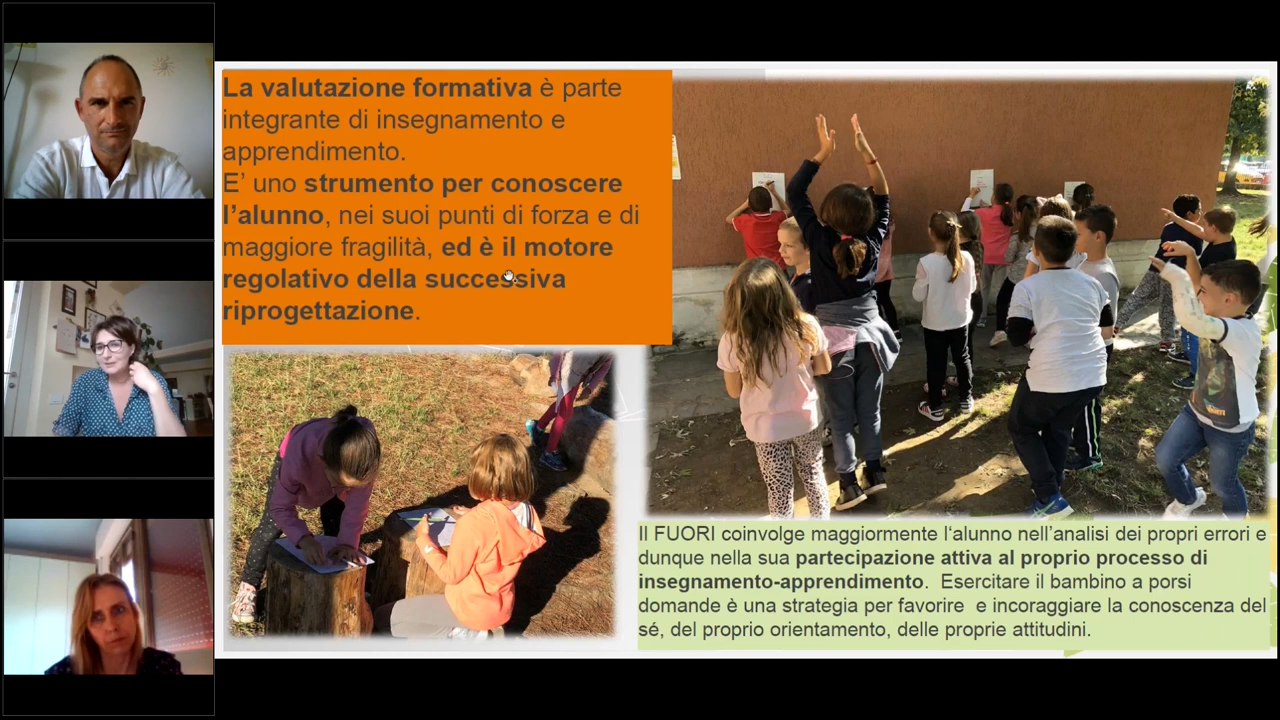 La valutazione formativa è parte
integrante di insegnamento e
apprendimento.
E’ uno strumento per conoscere
l’alunno, nei suoi punti di forza e di
maggiore fragilità, ed è il motore
regolativo della successiva
riprogettazione.
Il FUORI coinvolge maggiormente l‘alunno nell’analisi dei propri errori e
dunque nella sua partecipazione attiva al proprio processo di
insegnamento-apprendimento. Esercitare il bambino a porsi
domande è una strategia per favorire e incoraggiare la conoscenza del
sé, del proprio orientamento, delle proprie attitudini.